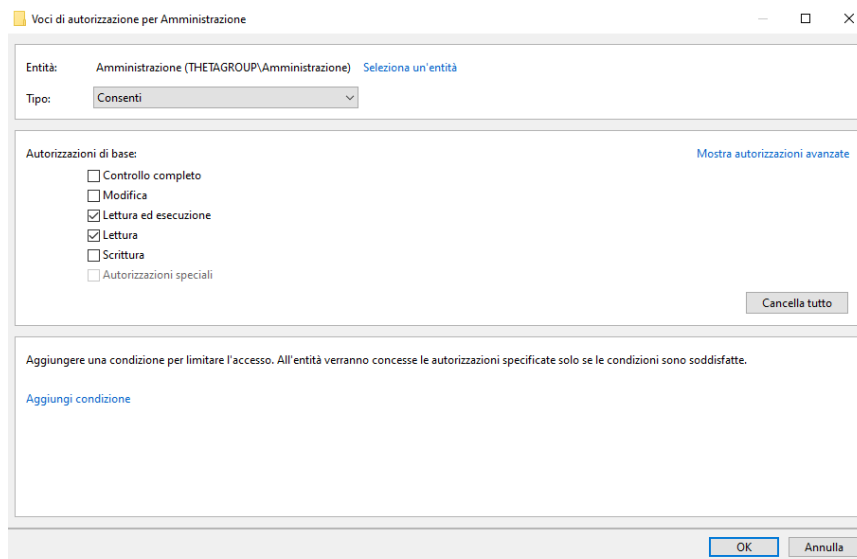 Voci di autorizzazione per Amministrazione
Entità: Amministrazione (THETAGROUP\Amministrazione) Seleziona un'entità
Tipo: Consenti
Autorizzazioni di base: Mostra autorizzazioni avanzate
Controllo completo
Modifica
Lettura ed esecuzione
Lettura
Scrittura
Autorizzazioni speciali
Cancella tutto
Aggiungere una condizione per limitare l'accesso. All'entità verranno concesse le autorizzazioni specificate solo se le condizioni sono soddisfatte.
Aggiungi condizione
OK Annulla